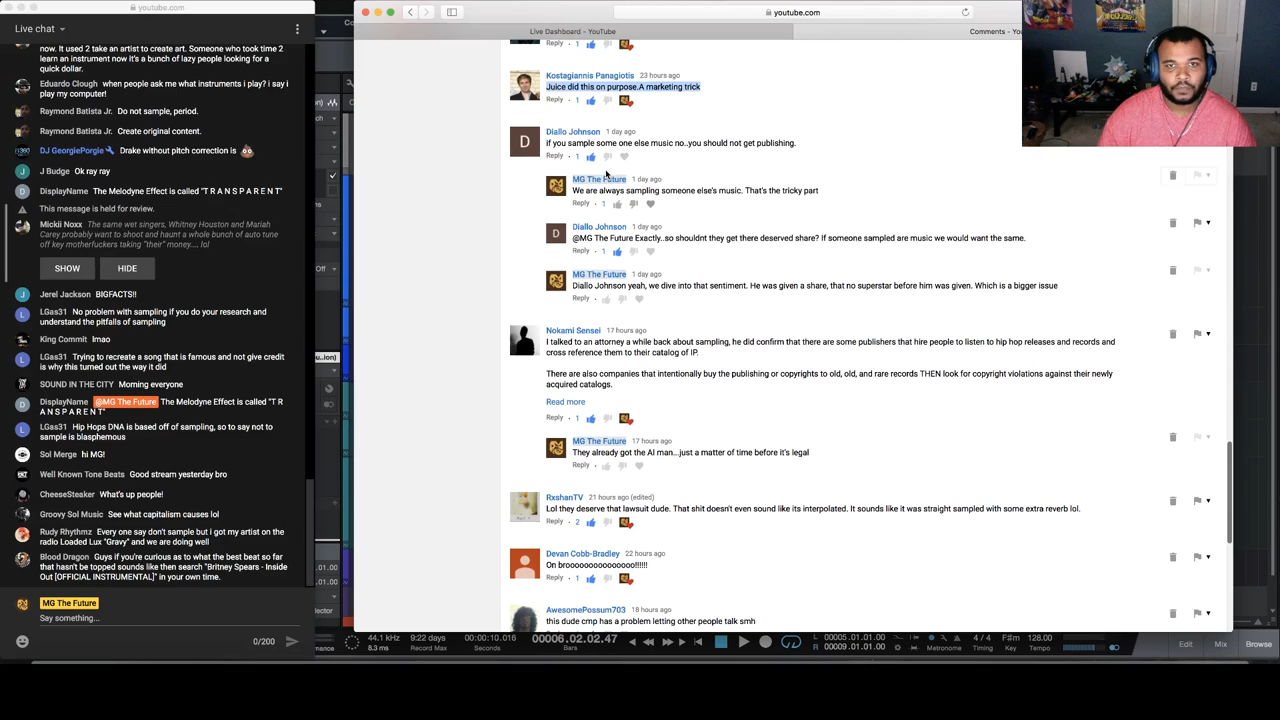 youtube.com
Live chat
now. It used 2 take an artist to create art. Someone who took time 2
learn an instrument now it's a bunch of lazy people looking for a
quick dollar.
Eduardo Clough when people ask me what instruments i play? i say i
play my computer!
Raymond Batista Jr. Do not sample, period.
Raymond Batista Jr. Create original content.
DJ GeorgiePorgie Drake without pitch correction is
J Budge Ok ray ray
DisplayName The Melodyne Effect is called "T R A N S P A R E N T"
This message is held for review.
Mickii Noxx The same wet singers, Whitney Houston and Mariah
Carey probably want to shoot and haunt a whole bunch of auto tune
off key motherfuckers taking "their" money.... lol
SHOW HIDE
Jerel Jackson BIGFACTS!!
LGas31 No problem with sampling if you do your research and
understand the pitfalls of sampling
King Commit lmao
LGas31 Trying to recreate a song that is famous and not give credit
is why this turned out the way it did
SOUND IN THE CITY Morning everyone
DisplayName @MG The Future The Melodyne Effect is called "T R
A N S P A R E N T"
LGas31 Hip Hops DNA is based off of sampling, so to say not to
sample is blasphemous
Sol Merge hi MG!
Well Known Tone Beats Good stream yesterday bro
CheeseSteaker What's up people!
Groovy Sol Music See what capitalism causes lol
Rudy Rhythmz Every one say don't sample but i got my artist on the
radio Loaded Lux "Gravy" and we are doing well
Blood Dragon Guys if you're curious as to what the best beat so far
that hasn't be topped sounds like then search "Britney Spears - Inside
Out [OFFICIAL INSTRUMENTAL]" in your own time.
MG The Future
Say something...
0/200
youtube.com
Live Dashboard - YouTube
Comments - You
Reply 1
Kostagiannis Panagiotis 23 hours ago
Juice did this on purpose.A marketing trick
Reply 1
D
Diallo Johnson 1 day ago
if you sample some one else music no..you should not get publishing.
Reply 1
MG The Future 1 day ago
We are always sampling someone else's music. That's the tricky part
Reply 1
D
Diallo Johnson 1 day ago
@MG The Future Exactly..so shouldnt they get there deserved share? If someone sampled are music we would want the same.
Reply 1
MG The Future 1 day ago
Diallo Johnson yeah, we dive into that sentiment. He was given a share, that no superstar before him was given. Which is a bigger issue
Reply
Nokami Sensei 17 hours ago
I talked to an attorney a while back about sampling, he did confirm that there are some publishers that hire people to listen to hip hop releases and records and
cross reference them to their catalog of IP.
There are also companies that intentionally buy the publishing or copyrights to old, old, and rare records THEN look for copyright violations against their newly
acquired catalogs.
Read more
Reply 1
MG The Future 17 hours ago
They already got the AI man...just a matter of time before it's legal
Reply
RxshanTV 21 hours ago (edited)
Lol they deserve that lawsuit dude. That shit doesn't even sound like its interpolated. It sounds like it was straight sampled with some extra reverb lol.
Reply 2
Devan Cobb-Bradley 22 hours ago
On brooooooooooooooo!!!!!!
Reply 1
AwesomePossum703 18 hours ago
this dude cmp has a problem letting other people talk smh
44.1 kHz
8.3 ms
9:22 days
Record Max
00:00:10.016
Seconds
00006.02.02.47
Bars
L 00005.01.01.00
R 00009.01.01.00
Metronome
4 / 4
Timing
F#m
Key
128.00
Tempo
Edit
Mix
Browse